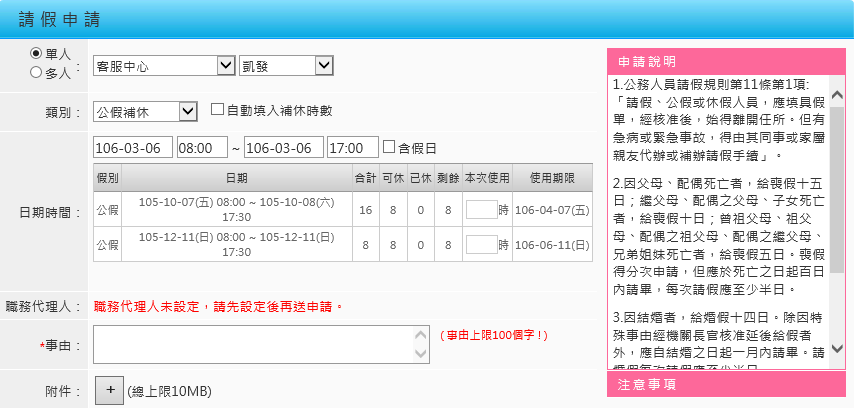 請假申請
單人
多人
：
客服中心
凱發
類別：
公假補休
自動填入補休時數
日期時間：
106-03-06
08:00
~
106-03-06
17:00
含假日
假別 日期 合計 可休 已休 剩餘 本次使用 使用期限
公假 105-10-07(五) 08:00 ~ 105-10-08(六) 17:30 16 8 0 8 時 106-04-07(五)
公假 105-12-11(日) 08:00 ~ 105-12-11(日) 17:30 8 8 0 8 時 106-06-11(日)
職務代理人：
職務代理人未設定，請先設定後再送申請。
*事由：
( 事由上限100個字 ! )
附件：
+
(總上限10MB)
申請說明
1.公務人員請假規則第11條第1項:
「請假、公假或休假人員，應填具假
單，經核准後，始得離開任所。但有
急病或緊急事故，得由其同事或家屬
親友代辦或補辦請假手續」。
2.因父母、配偶死亡者，給喪假十五
日；繼父母、配偶之父母、子女死亡
者，給喪假十日；曾祖父母、祖父
母、配偶之祖父母、配偶之繼父母、
兄弟姐妹死亡者，給喪假五日。喪假
得分次申請，但應於死亡之日起百日
內請畢，每次請假應至少半日。
3.因結婚者，給婚假十四日。除因特
殊事由經機關長官核准延後給假者
外，應自結婚之日起一月內請畢。請
婚假每次請假應至少半日
注意事項